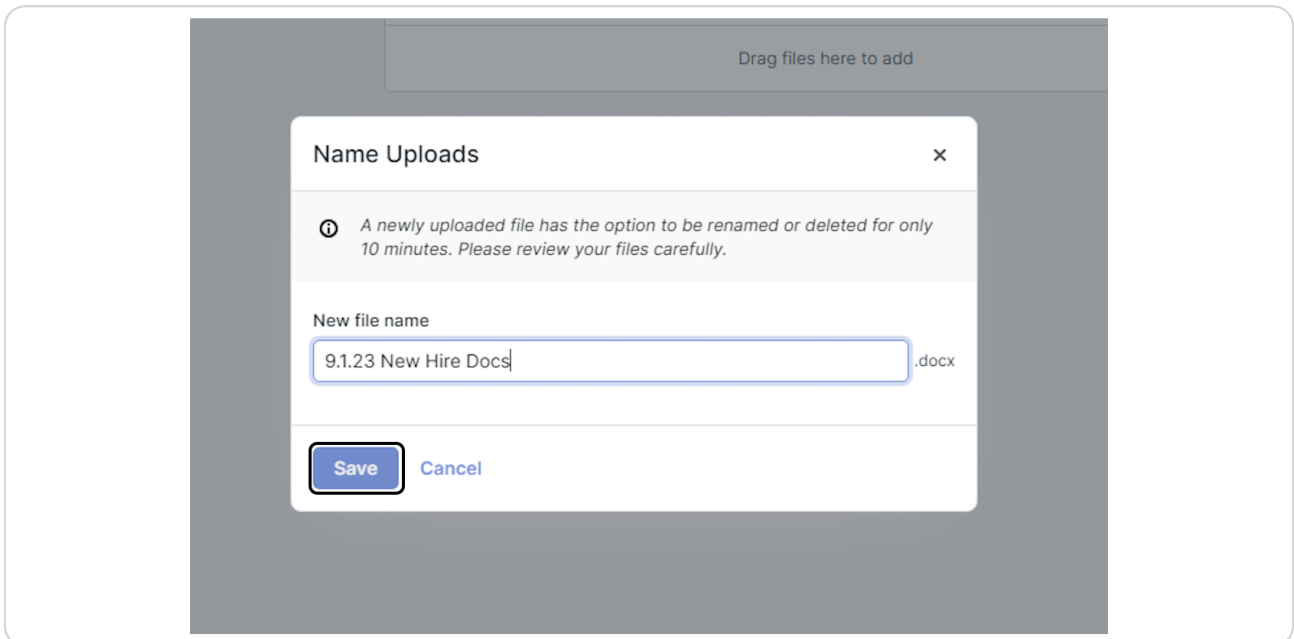 Drag files here to add
Name Uploads
A newly uploaded file has the option to be renamed or deleted for only
10 minutes. Please review your files carefully.
New file name
9.1.23 New Hire Docs
.docx
Save
Cancel